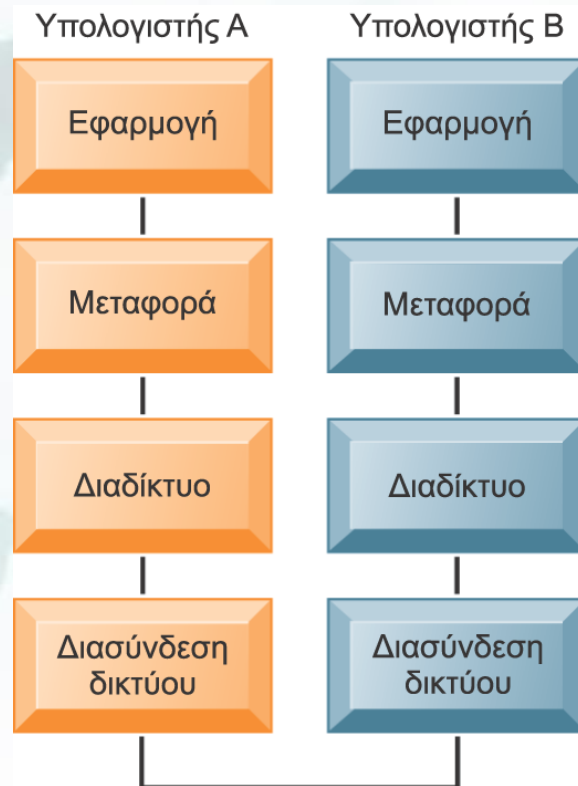 Υπολογιστής Α
Υπολογιστής Β
Εφαρμογή
Εφαρμογή
Μεταφορά
Μεταφορά
Διαδίκτυο
Διαδίκτυο
Διασύνδεση
δικτύου
Διασύνδεση
δικτύου